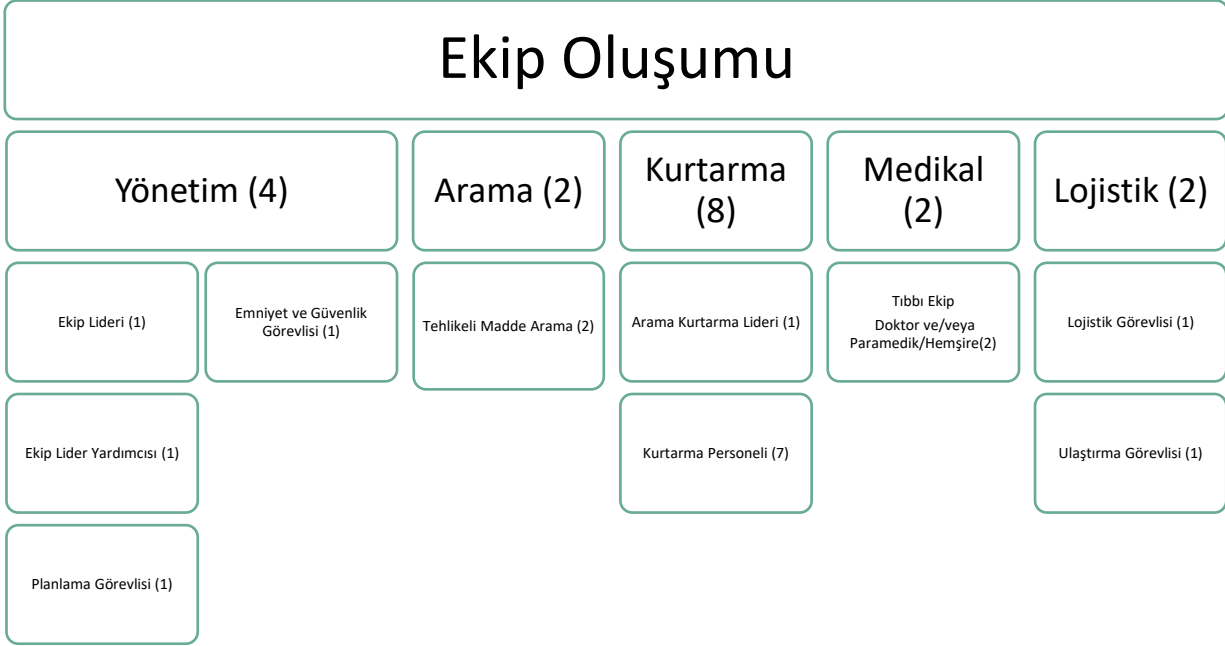 Ekip Oluşumu
Yönetim (4)
Arama (2)
Kurtarma
(8)
Medikal
(2)
Lojistik (2)
Ekip Lideri (1)
Emniyet ve Güvenlik
Görevlisi (1)
Tehlikeli Madde Arama (2)
Arama Kurtarma Lideri (1)
Tıbbı Ekip
Doktor ve/veya
Paramedik/Hemşire(2)
Lojistik Görevlisi (1)
Ekip Lider Yardımcısı (1)
Kurtarma Personeli (7)
Ulaştırma Görevlisi (1)
Planlama Görevlisi (1)